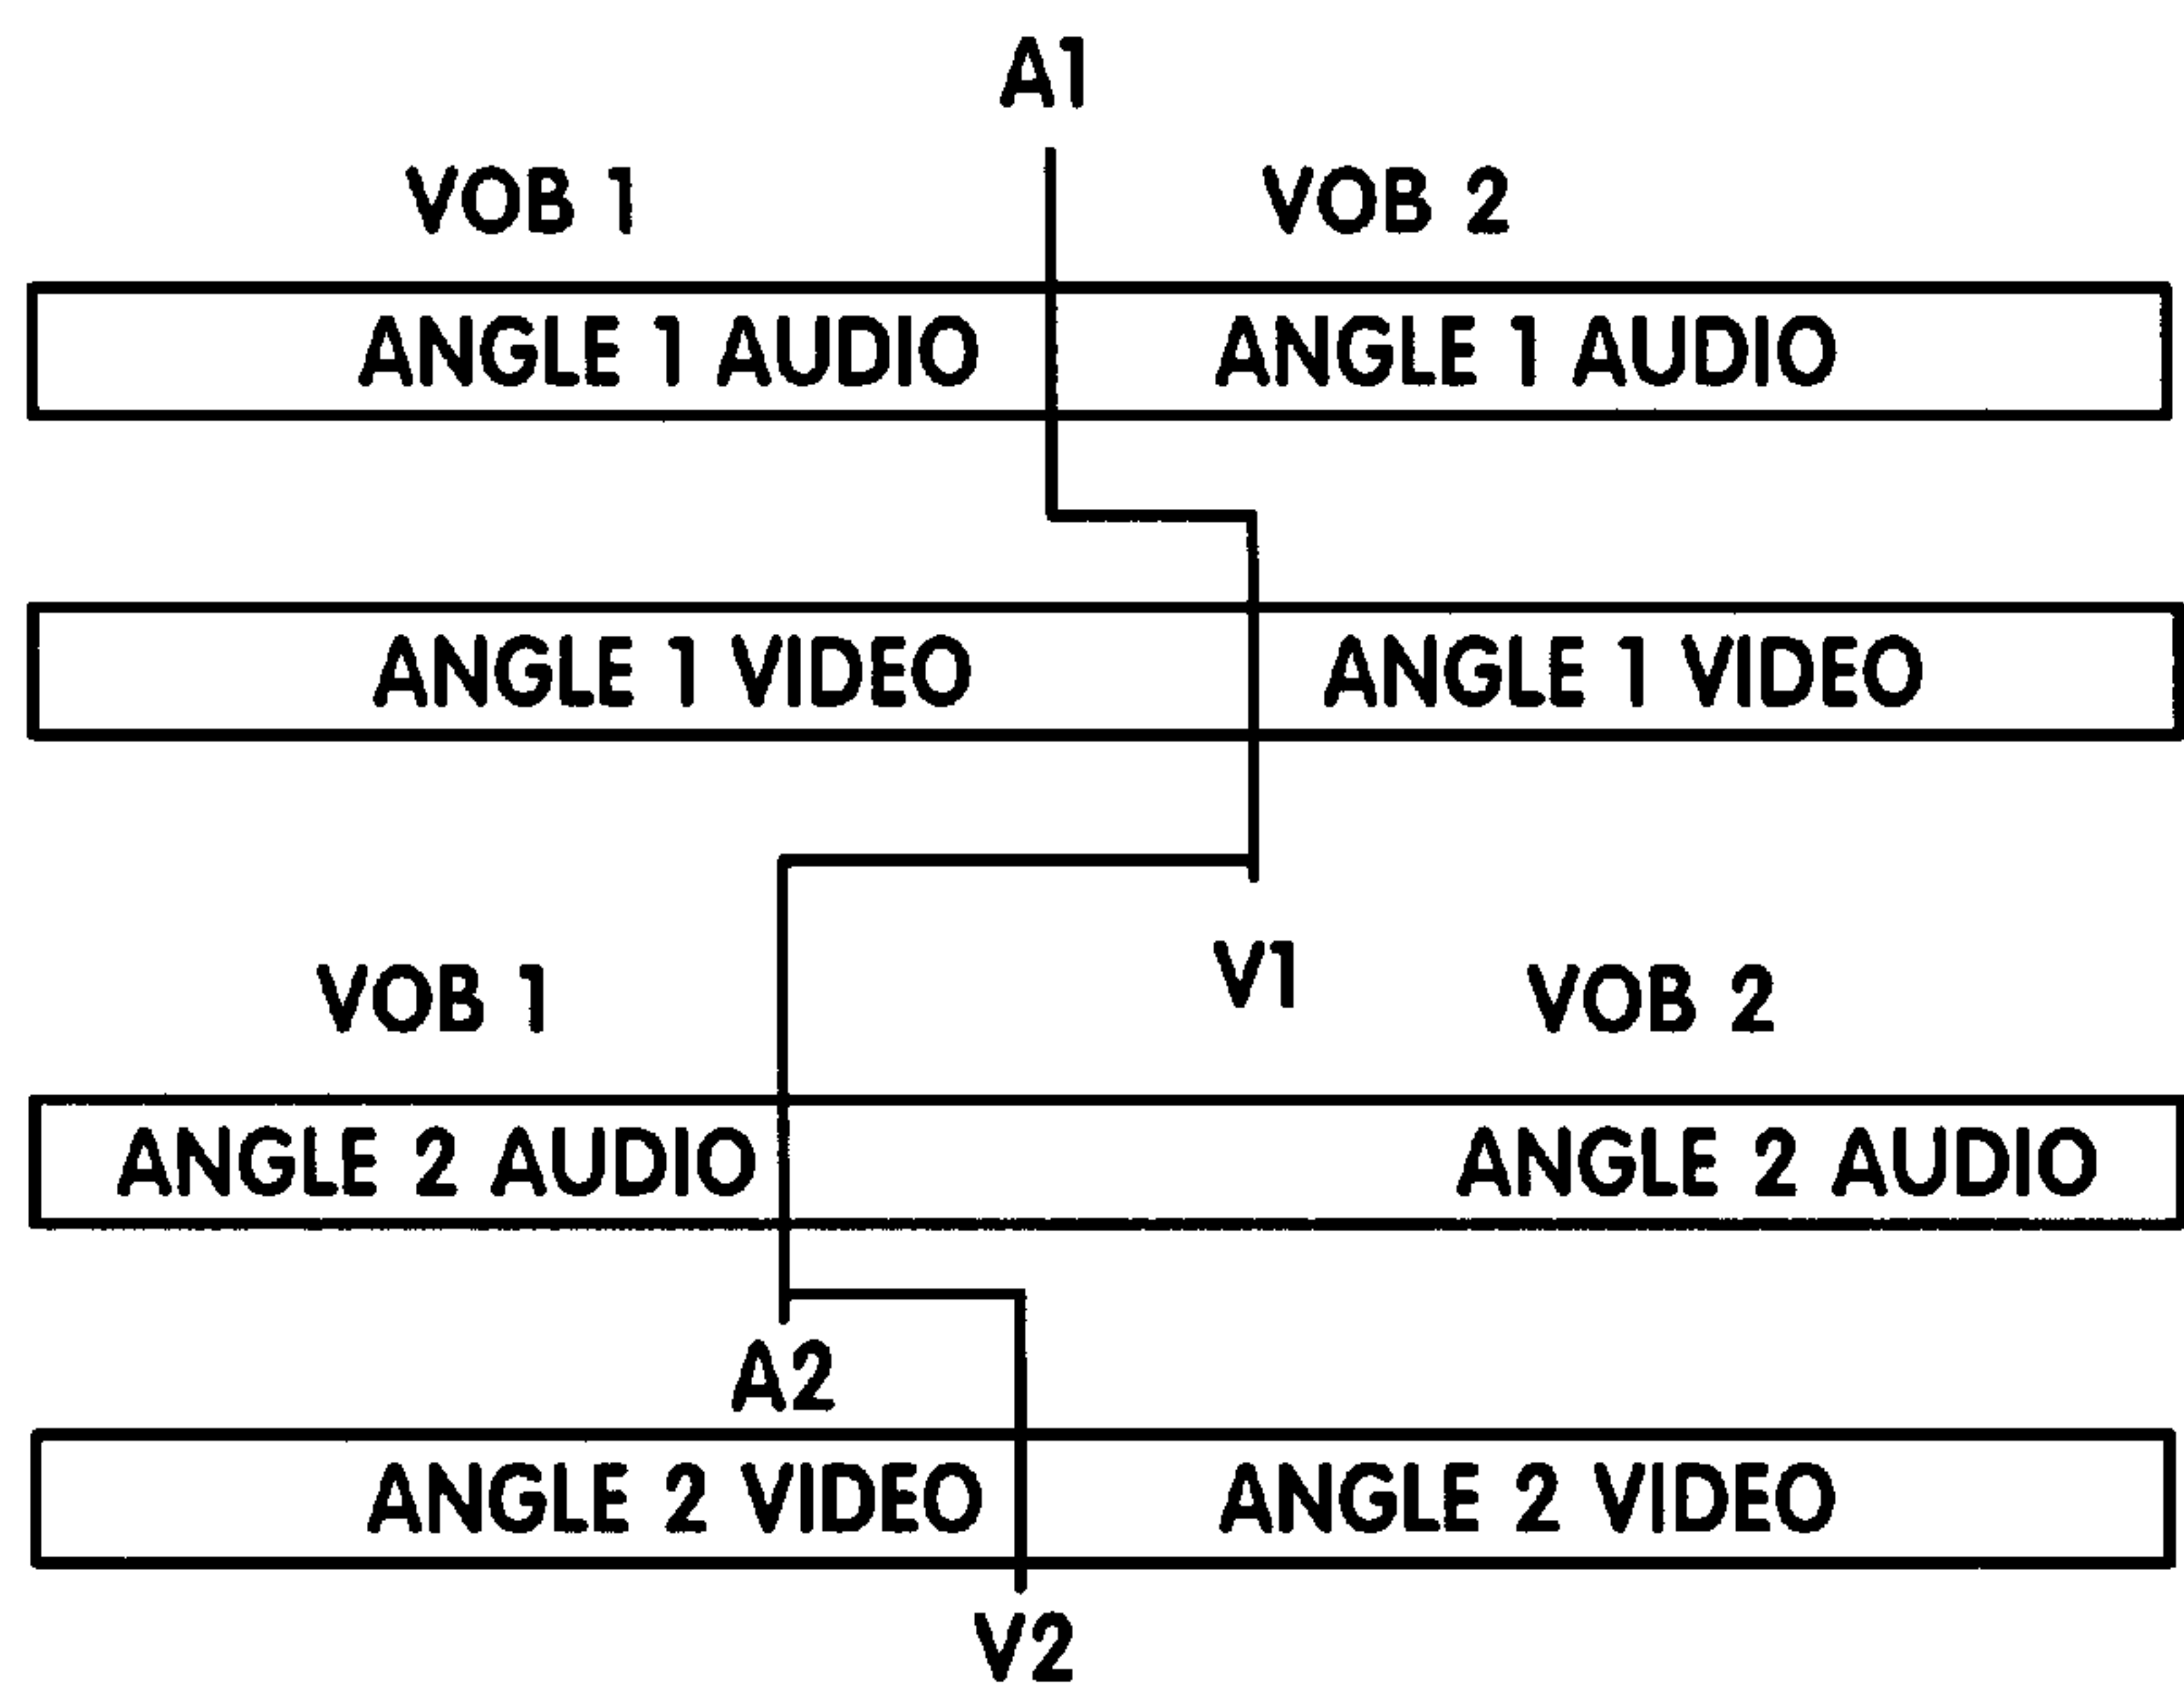 A1
VOB 1 VOB 2
ANGLE 1 AUDIO ANGLE 1 AUDIO
ANGLE 1 VIDEO ANGLE 1 VIDEO
V1
VOB 1 VOB 2
ANGLE 2 AUDIO ANGLE 2 AUDIO
A2
ANGLE 2 VIDEO ANGLE 2 VIDEO
V2